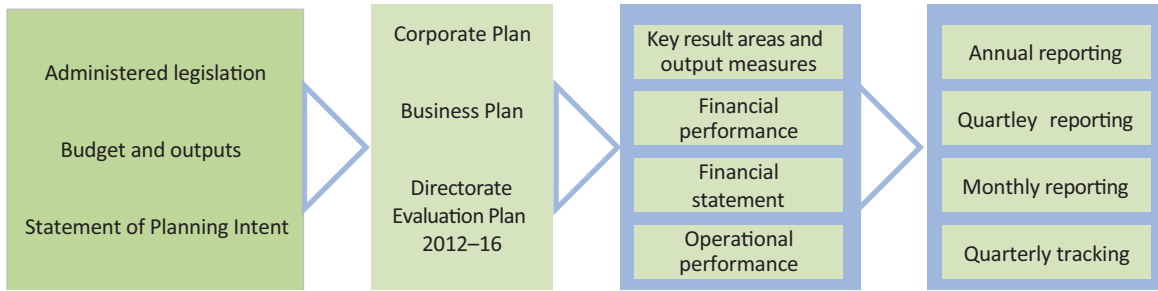 Administered legislation
Budget and outputs
Statement of Planning Intent
Corporate Plan
Business Plan
Directorate
Evaluation Plan
2012–16
Key result areas and
output measures
Financial
performance
Financial
statement
Operational
performance
Annual reporting
Quartley reporting
Monthly reporting
Quarterly tracking